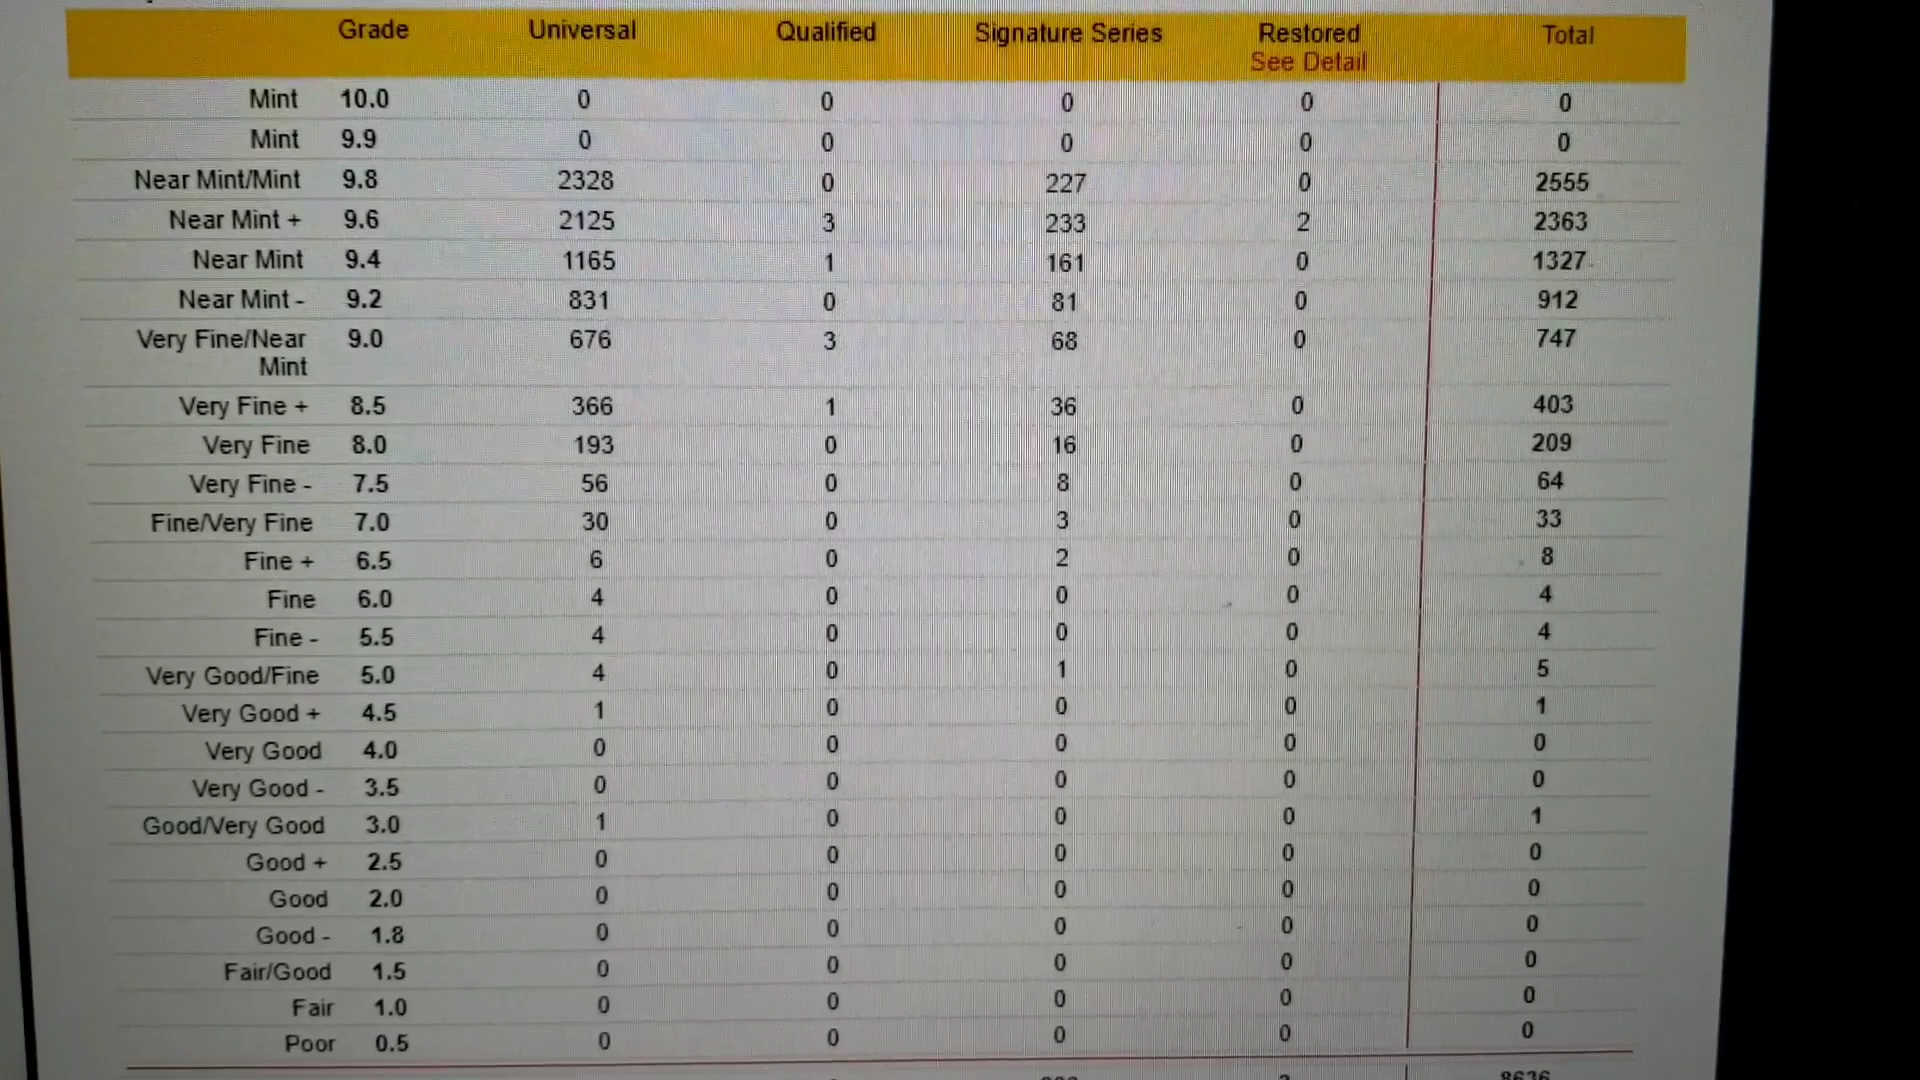 Grade Universal Qualified Signature Series Restored Total
See Detail
Mint 10.0 0 0 0 0 0
Mint 9.9 0 0 0 0 0
Near Mint/Mint 9.8 2328 0 227 0 2555
Near Mint + 9.6 2125 3 233 2 2363
Near Mint 9.4 1165 1 161 0 1327
Near Mint - 9.2 831 0 81 0 912
Very Fine/Near 9.0 676 3 68 0 747
Mint
Very Fine + 8.5 366 1 36 0 403
Very Fine 8.0 193 0 16 0 209
Very Fine - 7.5 56 0 8 0 64
Fine/Very Fine 7.0 30 0 3 0 33
Fine + 6.5 6 0 2 0 8
Fine 6.0 4 0 0 0 4
Fine - 5.5 4 0 0 0 4
Very Good/Fine 5.0 4 0 1 0 5
Very Good + 4.5 1 0 0 0 1
Very Good 4.0 0 0 0 0 0
Very Good - 3.5 0 0 0 0 0
Good/Very Good 3.0 1 0 0 0 1
Good + 2.5 0 0 0 0 0
Good 2.0 0 0 0 0 0
Good - 1.8 0 0 0 0 0
Fair/Good 1.5 0 0 0 0 0
Fair 1.0 0 0 0 0 0
Poor 0.5 0 0 0 0 0
8636